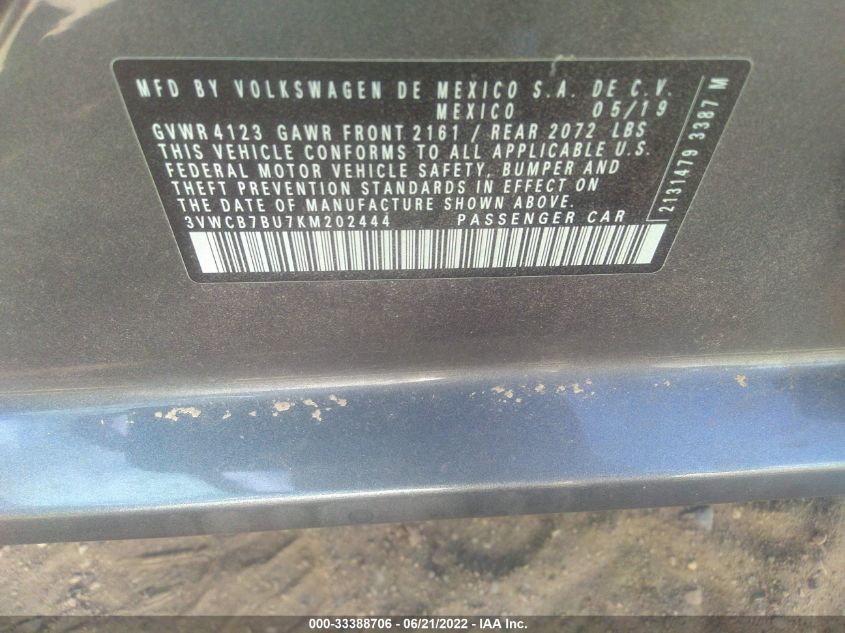 MFD BY VOLKSWAGEN DE MEXICO S.A. DE C.V.
MEXICO 05/19
GVWR 4123 GAWR FRONT 2161 / REAR 2072 LBS
THIS VEHICLE CONFORMS TO ALL APPLICABLE U.S.
FEDERAL MOTOR VEHICLE SAFETY, BUMPER AND
THEFT PREVENTION STANDARDS IN EFFECT ON
THE DATE OF MANUFACTURE SHOWN ABOVE.
3VWCB7BU7KM202444 PASSENGER CAR
2131479 3387 M
000-33388706 / 06/21/2022 - IAA Inc.